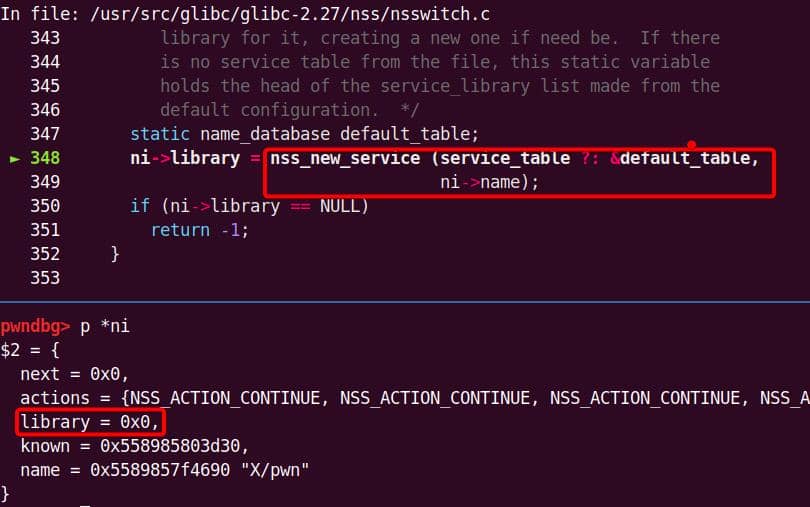 In file: /usr/src/glibc/glibc-2.27/nss/nsswitch.c
343 library for it, creating a new one if need be.  If there
344 is no service table from the file, this static variable
345 holds the head of the service_library list made from the
346 default configuration.  */
347 static name_database default_table;
► 348 ni->library = nss_new_service (service_table ?: &default_table,
349 ni->name);
350 if (ni->library == NULL)
351 return -1;
352 }
353
pwndbg> p *ni
$2 = {
next = 0x0,
actions = {NSS_ACTION_CONTINUE, NSS_ACTION_CONTINUE, NSS_ACTION_CONTINUE, NSS_A
library = 0x0,
known = 0x558985803d30,
name = 0x5589857f4690 "X/pwn"
}